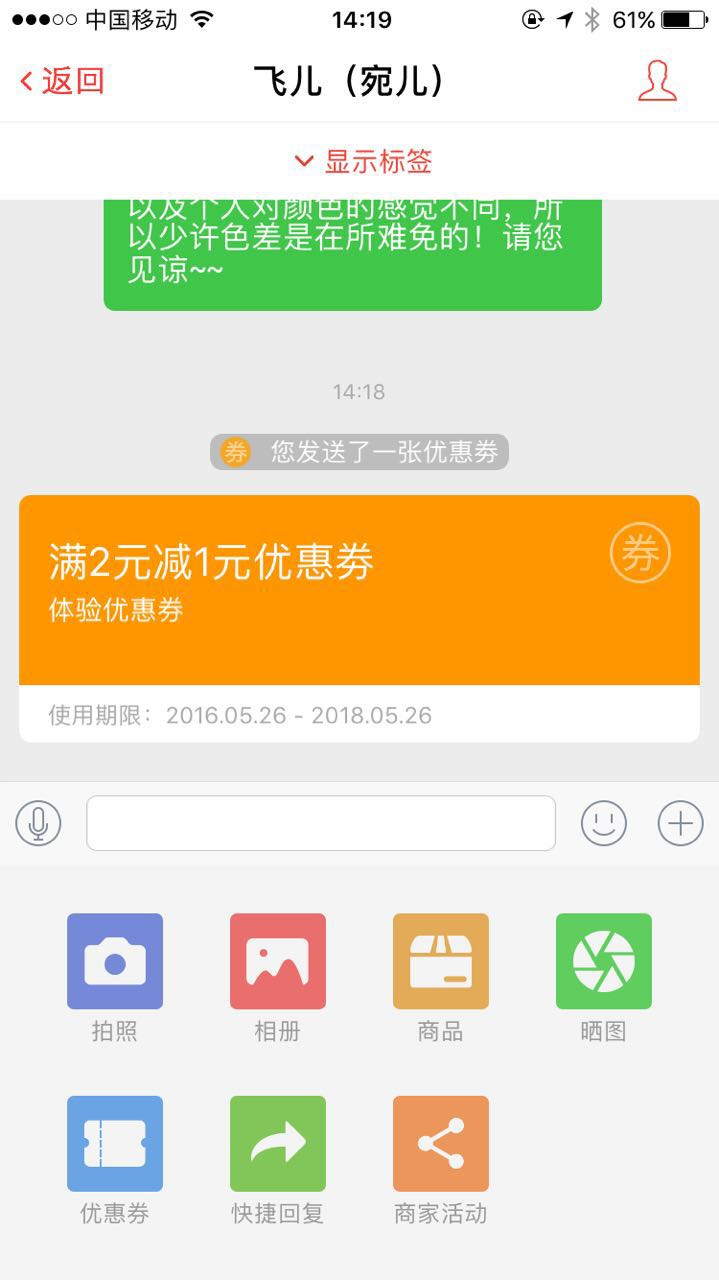 中国移动
14:19
61%
返回
飞儿（宛儿）
显示标签
以及个人对颜色的感觉不同，所
以少许色差是在所难免的！请您
见谅~~
14:18
券 您发送了一张优惠劵
满2元减1元优惠劵
券
体验优惠券
使用期限：2016.05.26 - 2018.05.26
拍照
相册
商品
晒图
优惠券
快捷回复
商家活动